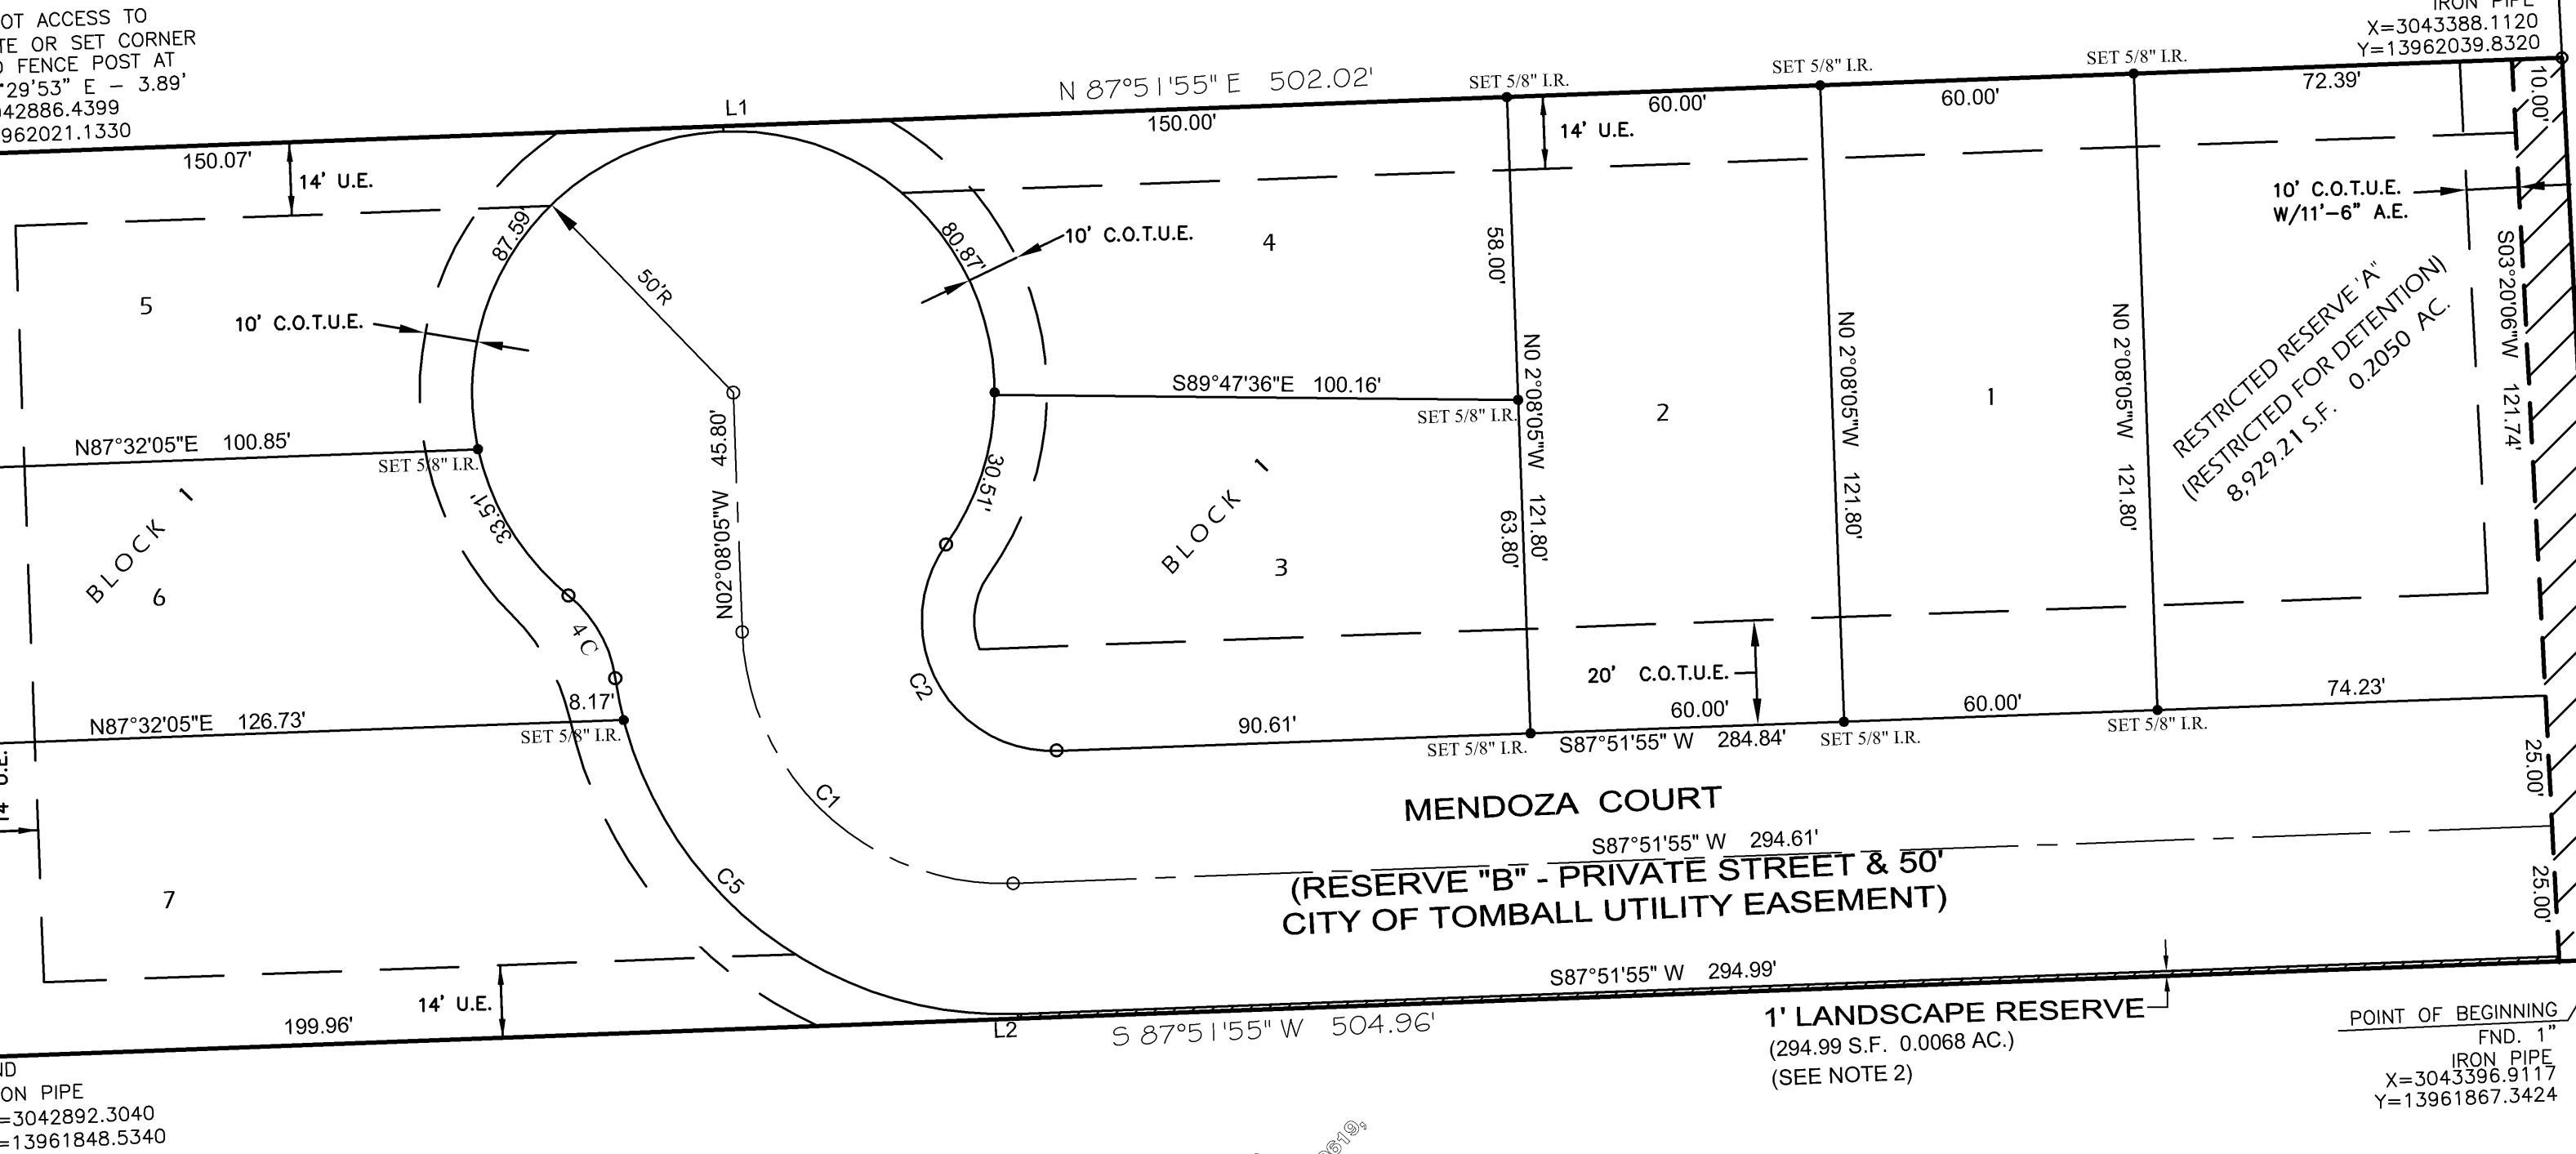 OT ACCESS TO
TE OR SET CORNER
D FENCE POST AT
°29'53" E - 3.89'
042886.4399
962021.1330
150.07'
14' U.E.
L1
N 87°51'55" E 502.02'
150.00'
SET 5/8" I.R.
14' U.E.
60.00'
SET 5/8" I.R.
60.00'
SET 5/8" I.R.
72.39'
IRON PIPE
X=3043388.1120
Y=13962039.8320
10.00'
10' C.O.T.U.E.
W/11'-6" A.E.
S03°20'06"W 121.74'
RESTRICTED RESERVE 'A"
(RESTRICTED FOR DETENTION)
8,929.21 S.F. 0.2050 AC.
5
10' C.O.T.U.E.
87.59'
50'R
80.87'
10' C.O.T.U.E.
4
58.00'
S89°47'36"E 100.16'
SET 5/8" I.R.
N0 2°08'05"W 121.80'
2
N0 2°08'05"W 121.80'
1
N0 2°08'05"W 121.80'
N87°32'05"E 100.85'
SET 5/8" I.R.
BLOCK 1
6
33.51'
N02°08'05"W 45.80'
30.51'
BLOCK 1
3
63.80'
4 C
8.17'
N87°32'05"E 126.73'
SET 5/8" I.R.
C2
90.61'
SET 5/8" I.R.
20' C.O.T.U.E.
60.00'
S87°51'55" W 284.84'
SET 5/8" I.R.
60.00'
SET 5/8" I.R.
74.23'
25.00'
25.00'
U.E.
C1
MENDOZA COURT
S87°51'55" W 294.61'
(RESERVE "B" - PRIVATE STREET & 50'
CITY OF TOMBALL UTILITY EASEMENT)
7
C5
14' U.E.
199.96'
L2
S 87°51'55" W 504.96'
S87°51'55" W 294.99'
1' LANDSCAPE RESERVE
(294.99 S.F. 0.0068 AC.)
(SEE NOTE 2)
POINT OF BEGINNING
FND. 1"
IRON PIPE
X=3043396.9117
Y=13961867.3424
ND
ON PIPE
=3042892.3040
=13961848.5340